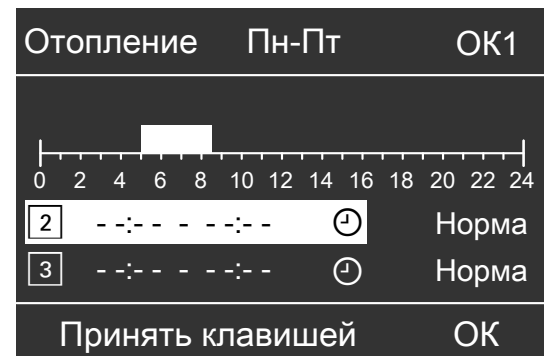 Отопление Пн-Пт ОК1
0 2 4 6 8 10 12 14 16 18 20 22 24
2 - -:- - - - -:- - Норма
3 - -:- - - - -:- - Норма
Принять клавишей ОК